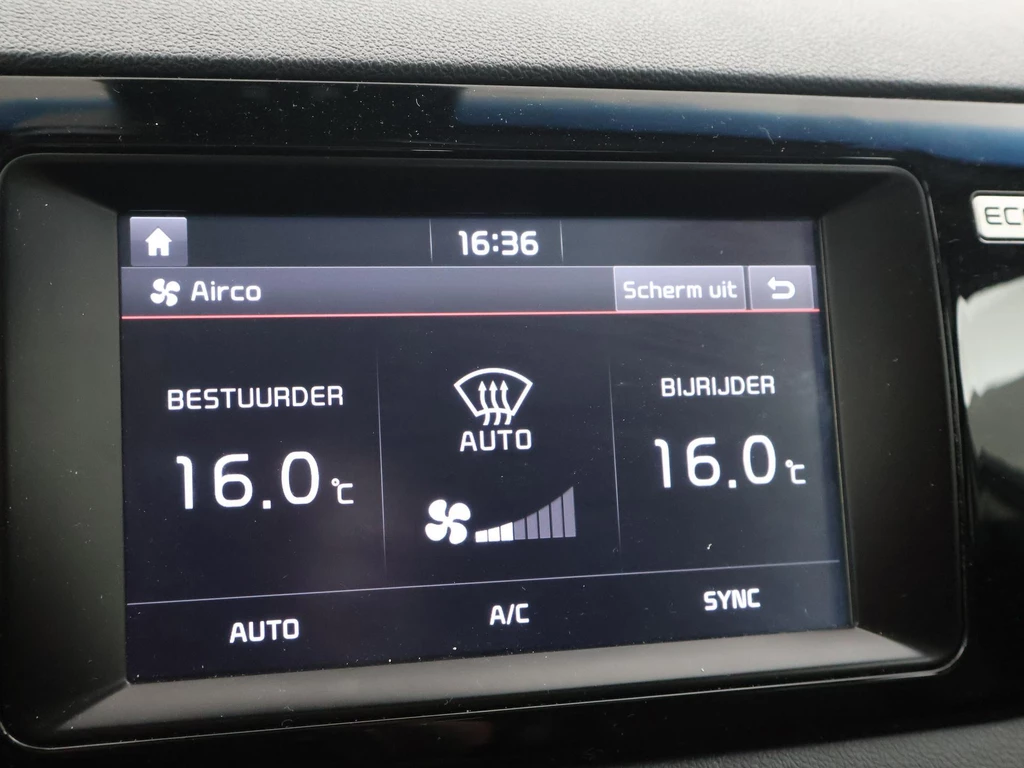 16:36
Airco
Scherm uit
BESTUURDER
AUTO
BIJRIJDER
16.0 °C
16.0 °C
AUTO
A/C
SYNC